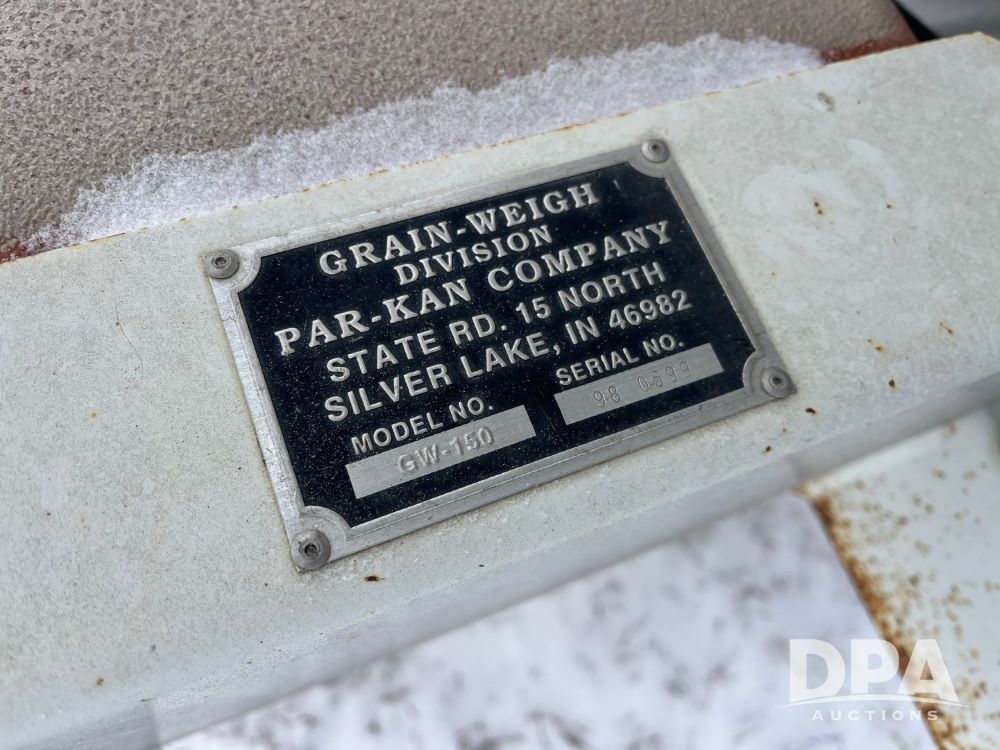 GRAIN-WEIGH
DIVISION
PAR-KAN COMPANY
STATE RD. 15 NORTH
SILVER LAKE, IN 46982
MODEL NO. SERIAL NO.
GW-150 98 0599
DPA
AUCTIONS